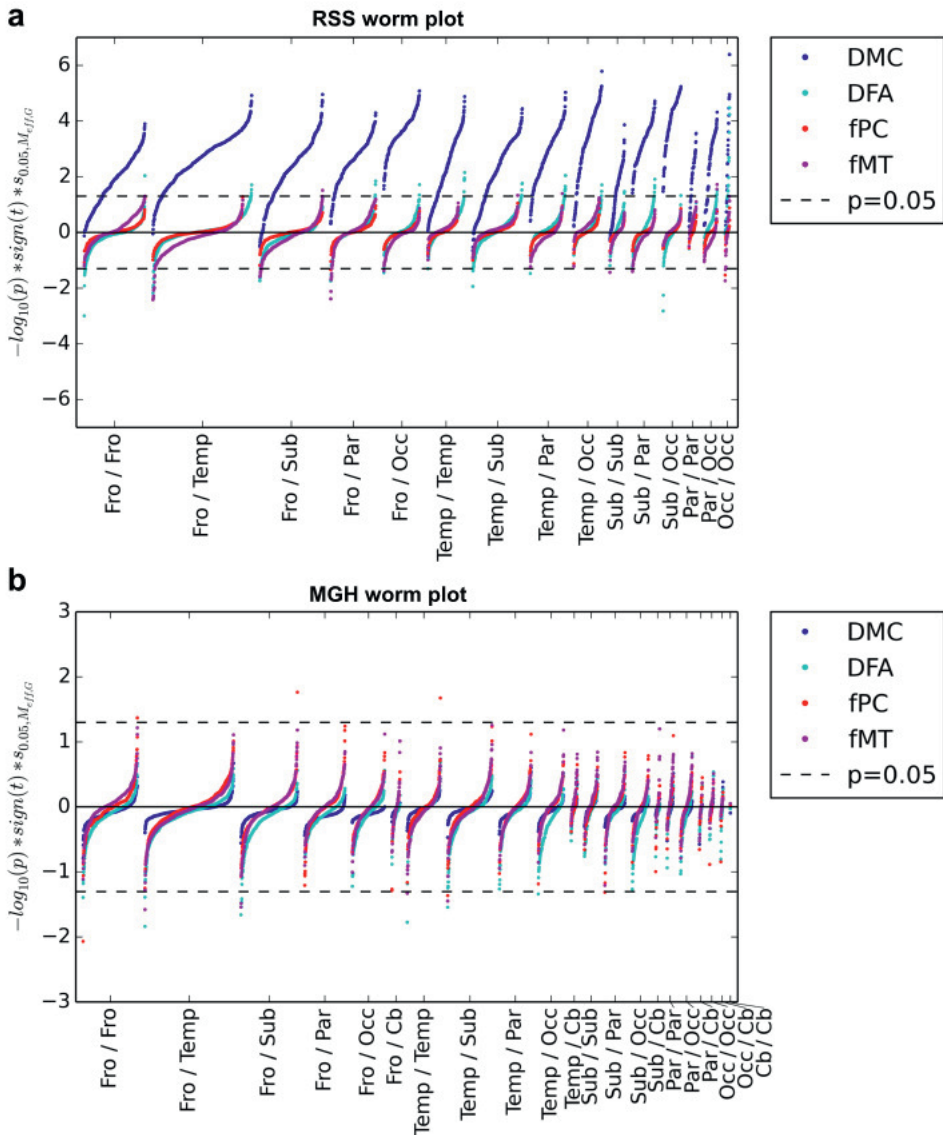 a
RSS worm plot
6
4
2
0
−2
−4
−6
−log10(p) * sign(t) * s0.05,Meff,G
Fro / Fro
Fro / Temp
Fro / Sub
Fro / Par
Fro / Occ
Temp / Temp
Temp / Sub
Temp / Par
Temp / Occ
Sub / Sub
Sub / Par
Sub / Occ
Par / Par
Par / Occ
Occ / Occ
DMC
DFA
fPC
fMT
p=0.05
b
MGH worm plot
3
2
1
0
−1
−2
−3
−log10(p) * sign(t) * s0.05,Meff,G
Fro / Fro
Fro / Temp
Fro / Sub
Fro / Par
Fro / Occ
Fro / Cb
Temp / Temp
Temp / Sub
Temp / Par
Temp / Occ
Temp / Cb
Sub / Sub
Sub / Par
Sub / Occ
Sub / Cb
Par / Par
Par / Occ
Par / Cb
Occ / Occ
Occ / Cb
Cb / Cb
DMC
DFA
fPC
fMT
p=0.05